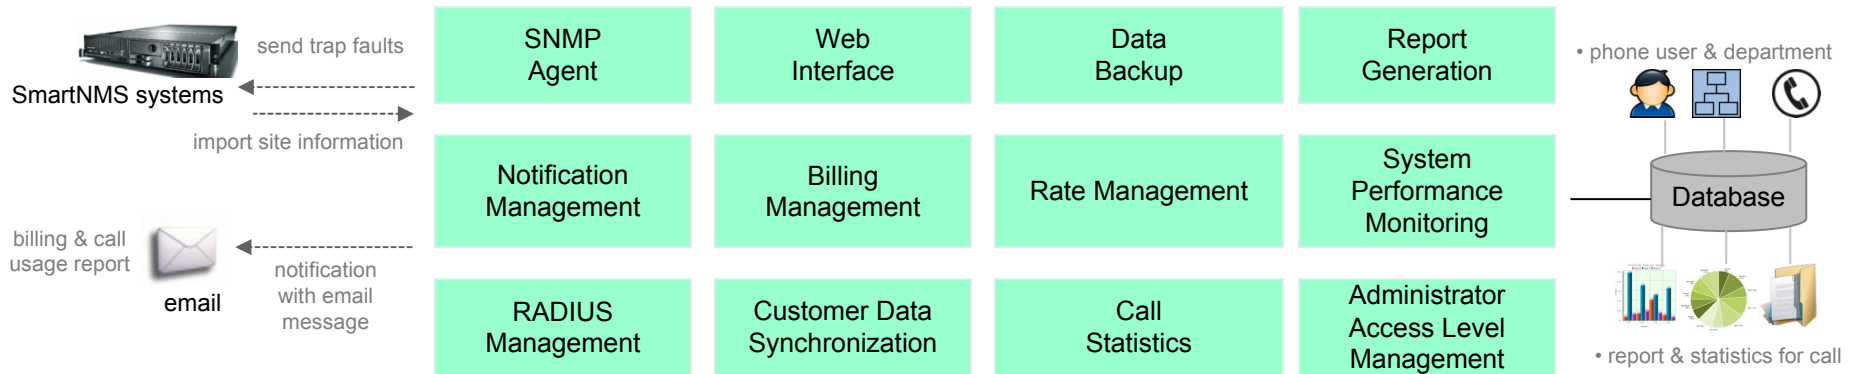 send trap faults
SmartNMS systems
import site information
billing & call
usage report
email
notification
with email
message
SNMP
Agent
Web
Interface
Data
Backup
Report
Generation
Notification
Management
Billing
Management
Rate Management
System
Performance
Monitoring
RADIUS
Management
Customer Data
Synchronization
Call
Statistics
Administrator
Access Level
Management
• phone user & department
Database
• report & statistics for call